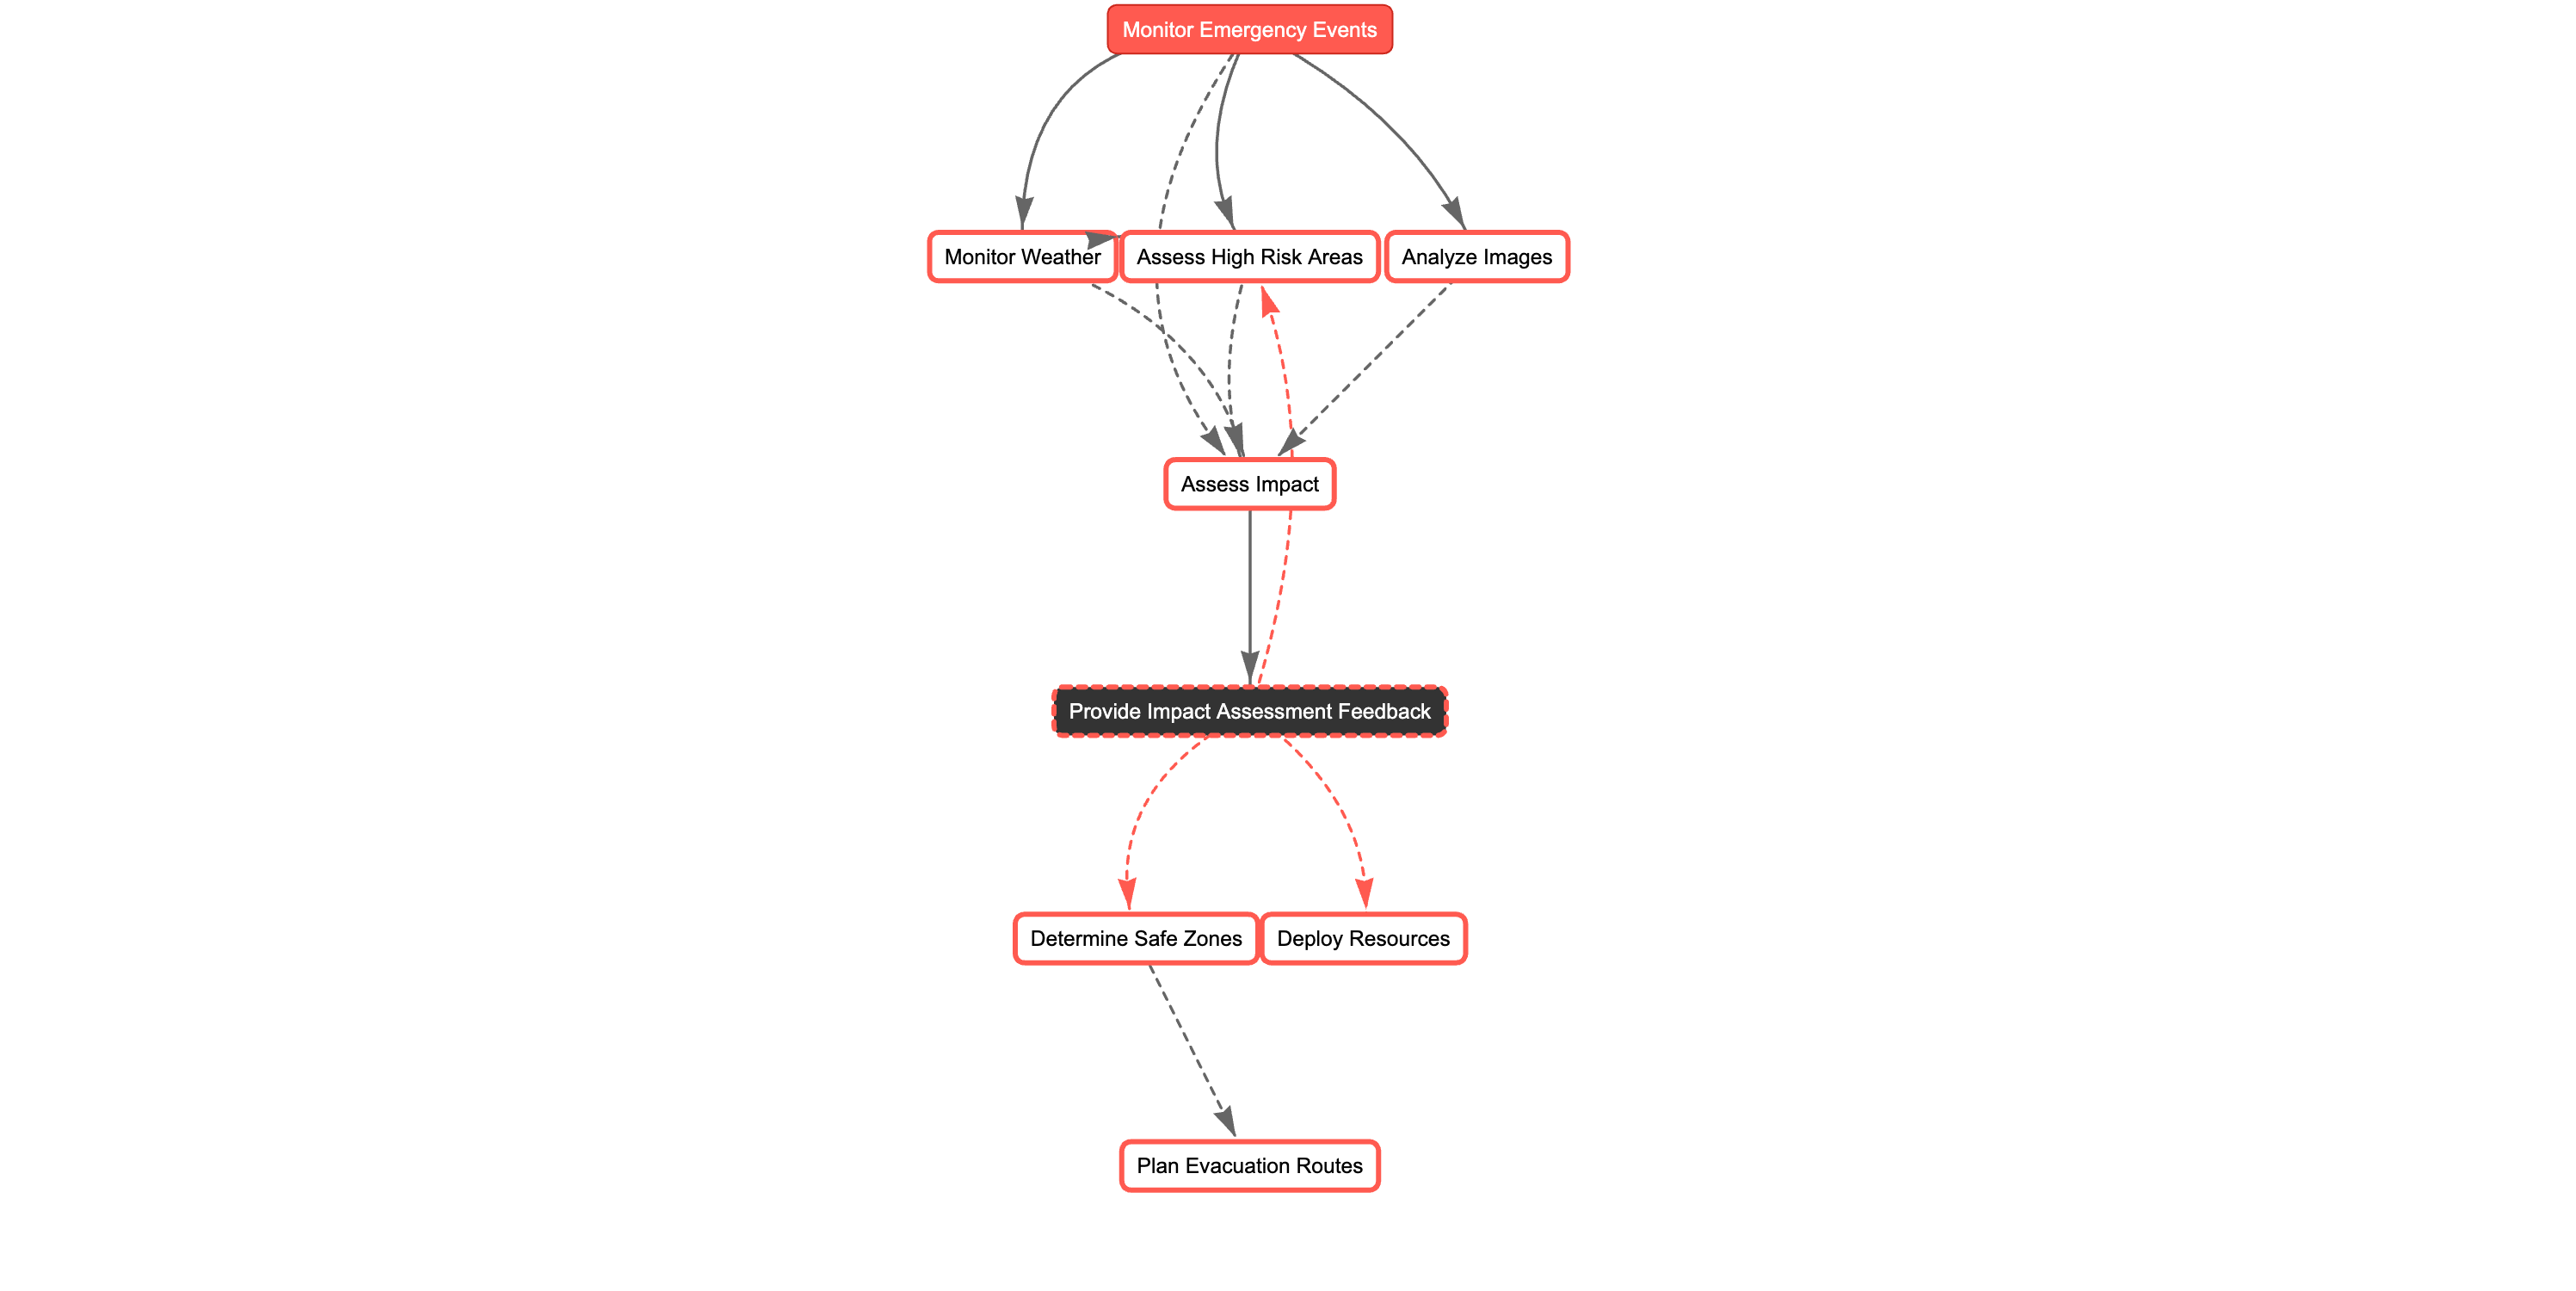 Monitor Emergency Events
Monitor Weather
Assess High Risk Areas
Analyze Images
Assess Impact
Provide Impact Assessment Feedback
Determine Safe Zones
Deploy Resources
Plan Evacuation Routes